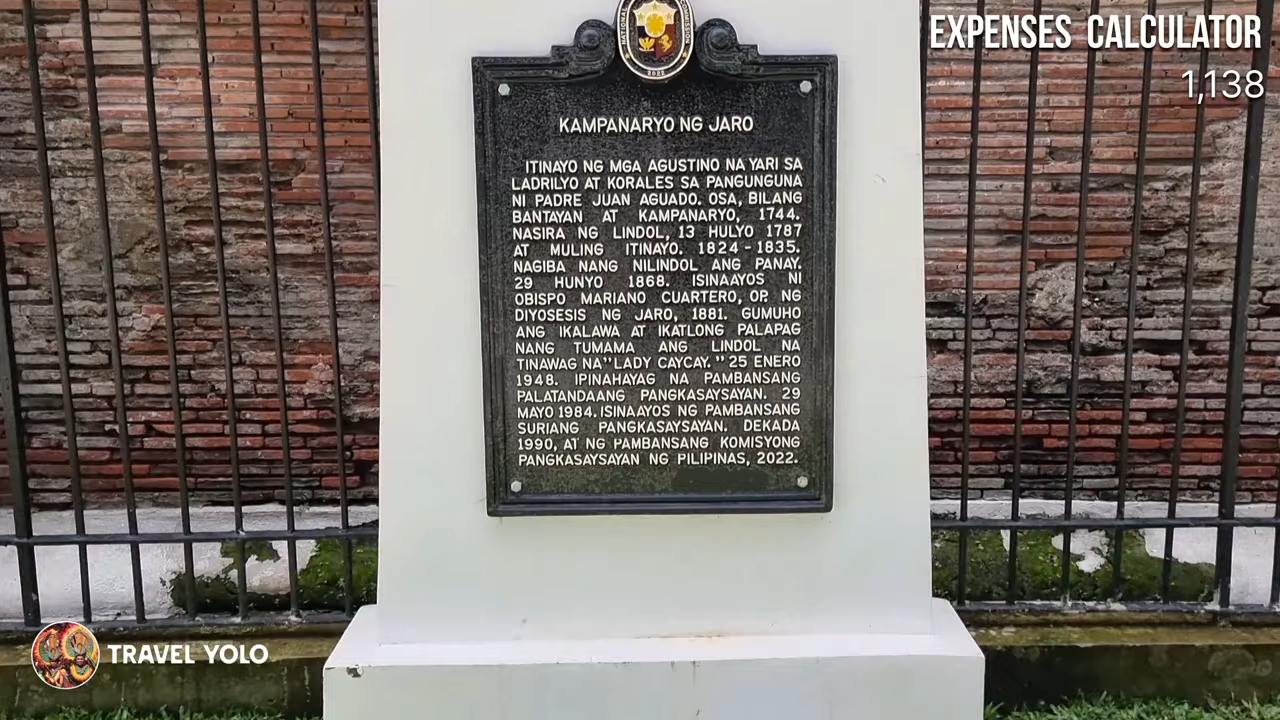 EXPENSES CALCULATOR
1,138
2022
KAMPANARYO NG JARO
ITINAYO NG MGA AGUSTINO NA YARI SA
LADRILYO AT KORALES SA PANGUNGUNA
NI PADRE JUAN AGUADO. OSA, BILANG
BANTAYAN AT KAMPANARYO, 1744.
NASIRA NG LINDOL, 13 HULYO 1787
AT MULING ITINAYO. 1824-1835.
NAGIBA NANG NILINDOL ANG PANAY.
29 HUNYO 1868. ISINAAYOS NI
OBISPO MARIANO CUARTERO, OP. NG
DIYOSESIS NG JARO, 1881. GUMUHO
ANG IKALAWA AT IKATLONG PALAPAG
NANG TUMAMA ANG LINDOL NA
TINAWAG NA "LADY CAYCAY." 25 ENERO
1948. IPINAHAYAG NA PAMBANSANG
PALATANDAANG PANGKASAYSAYAN. 29
MAYO 1984. ISINAAYOS NG PAMBANSANG
SURIANG PANGKASAYSAYAN. DEKADA
1990, AT NG PAMBANSANG KOMISYONG
PANGKASAYSAYAN NG PILIPINAS, 2022.
TRAVEL YOLO